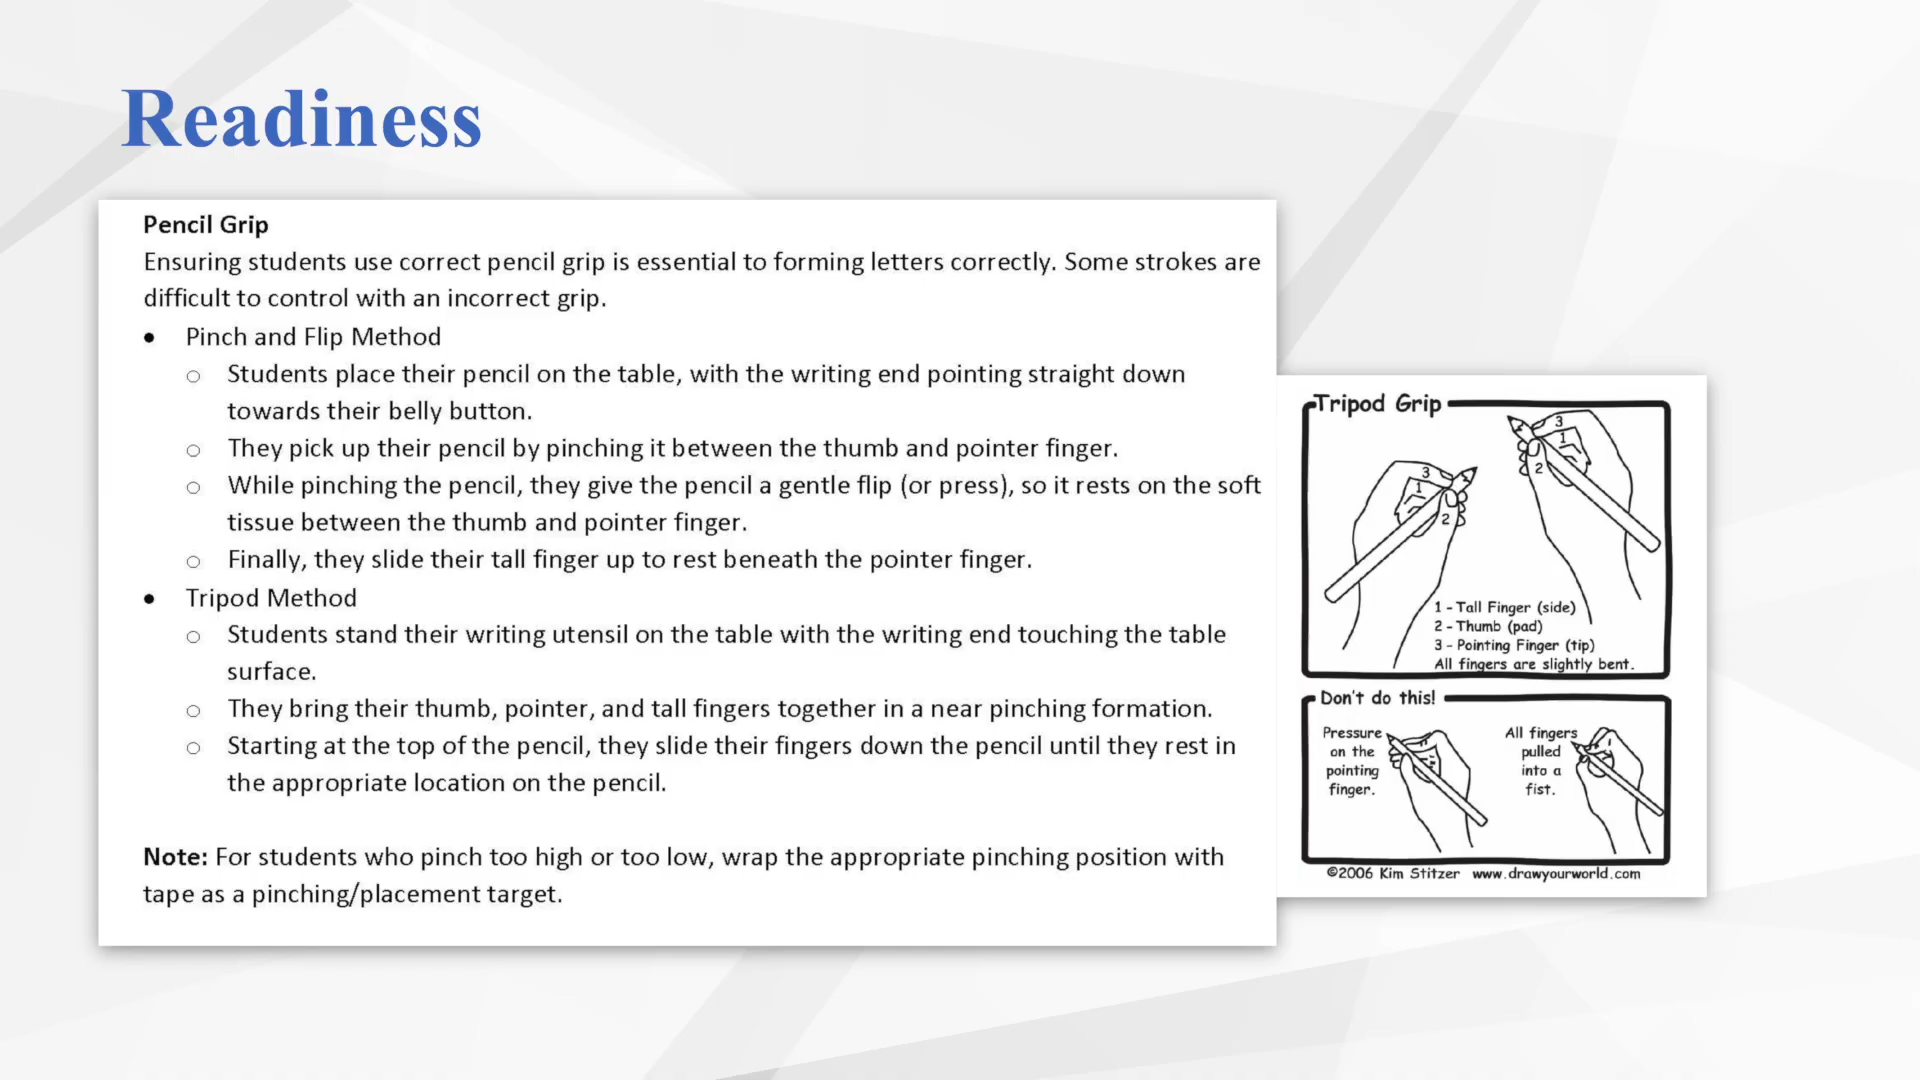 Readiness
Pencil Grip
Ensuring students use correct pencil grip is essential to forming letters correctly. Some strokes are
difficult to control with an incorrect grip.
• Pinch and Flip Method
○ Students place their pencil on the table, with the writing end pointing straight down
towards their belly button.
○ They pick up their pencil by pinching it between the thumb and pointer finger.
○ While pinching the pencil, they give the pencil a gentle flip (or press), so it rests on the soft
tissue between the thumb and pointer finger.
○ Finally, they slide their tall finger up to rest beneath the pointer finger.
• Tripod Method
○ Students stand their writing utensil on the table with the writing end touching the table
surface.
○ They bring their thumb, pointer, and tall fingers together in a near pinching formation.
○ Starting at the top of the pencil, they slide their fingers down the pencil until they rest in
the appropriate location on the pencil.
Note: For students who pinch too high or too low, wrap the appropriate pinching position with
tape as a pinching/placement target.
Tripod Grip
3
1
2
3
1
2
1 - Tall Finger (side)
2 - Thumb (pad)
3 - Pointing Finger (tip)
All fingers are slightly bent.
Don't do this!
Pressure
on the
pointing
finger.
All fingers
pulled
into a
fist.
©2006 Kim Stitzer www.drawyourworld.com